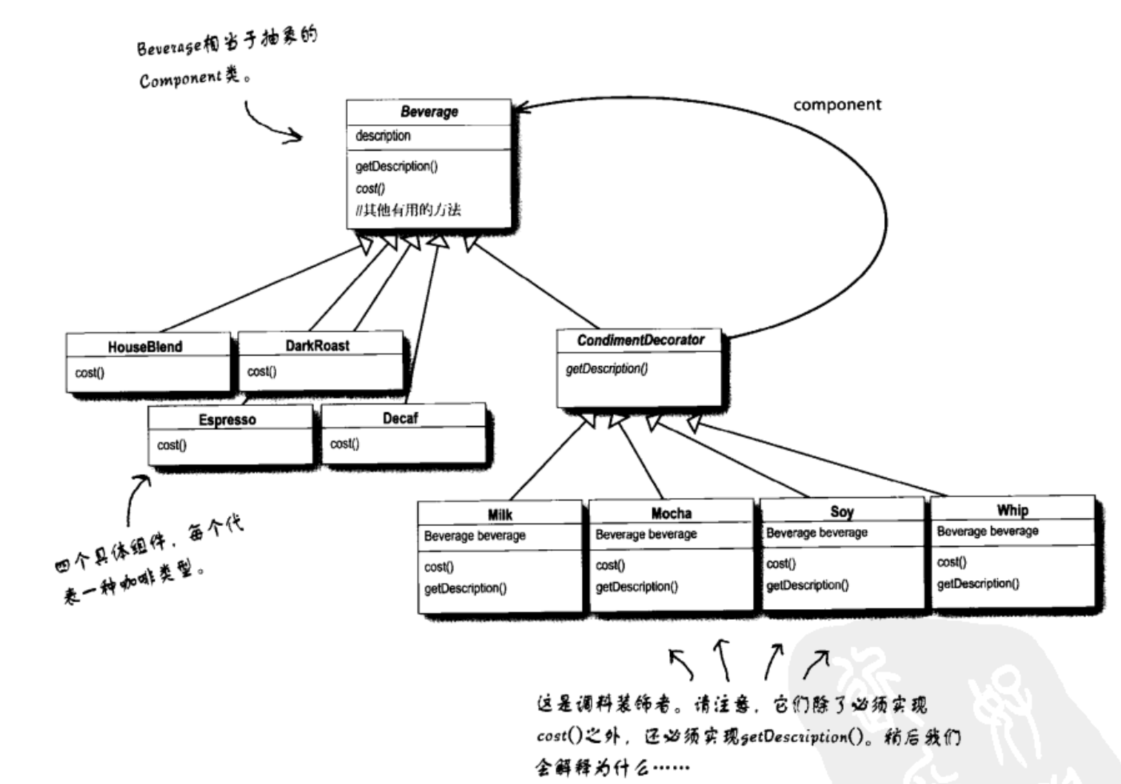 Beverage相当于抽象的
Component类。
component
Beverage
description
getDescription()
cost()
//其他有用的方法
HouseBlend
cost()
DarkRoast
cost()
Espresso
cost()
Decaf
cost()
CondimentDecorator
getDescription()
Milk
Beverage beverage
cost()
getDescription()
Mocha
Beverage beverage
cost()
getDescription()
Soy
Beverage beverage
cost()
getDescription()
Whip
Beverage beverage
cost()
getDescription()
四个具体组件，每个代
表一种咖啡类型。
这是调料装饰者。请注意，它们除了必须实现
cost()之外，还必须实现getDescription()。稍后我们
会解释为什么……